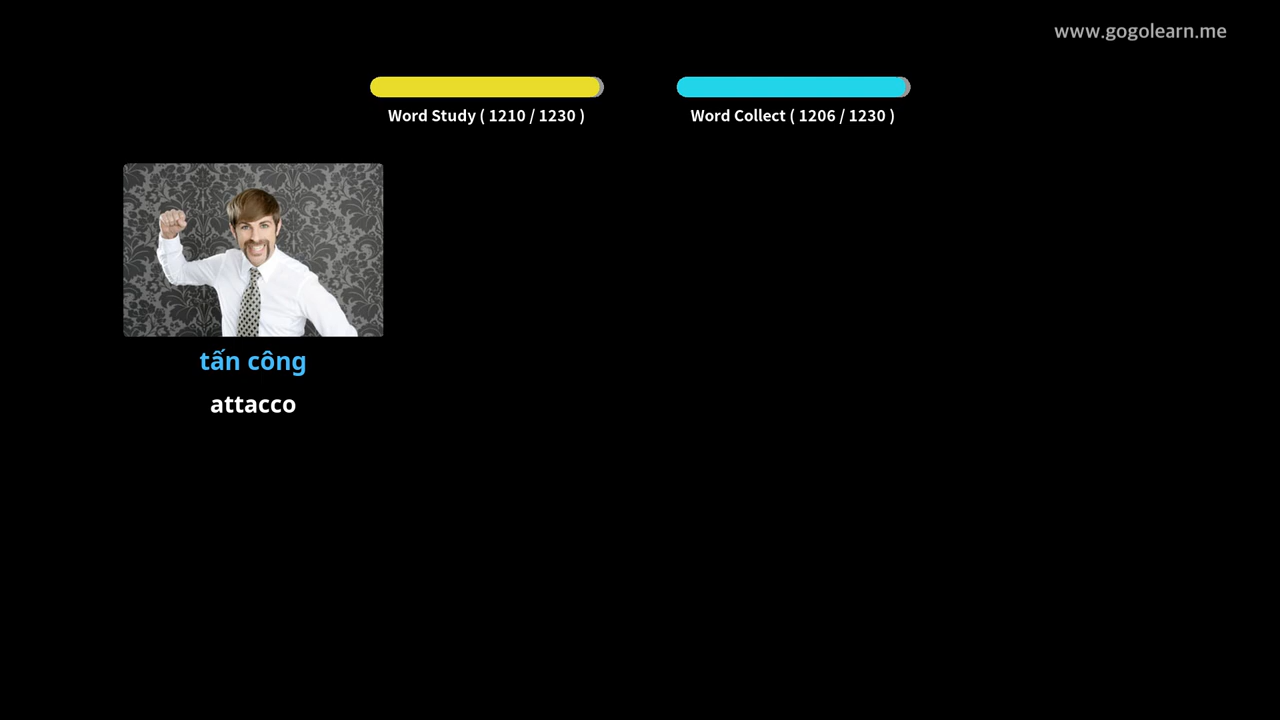 www.gogolearn.me
Word Study ( 1210 / 1230 )
Word Collect ( 1206 / 1230 )
tấn công
attacco